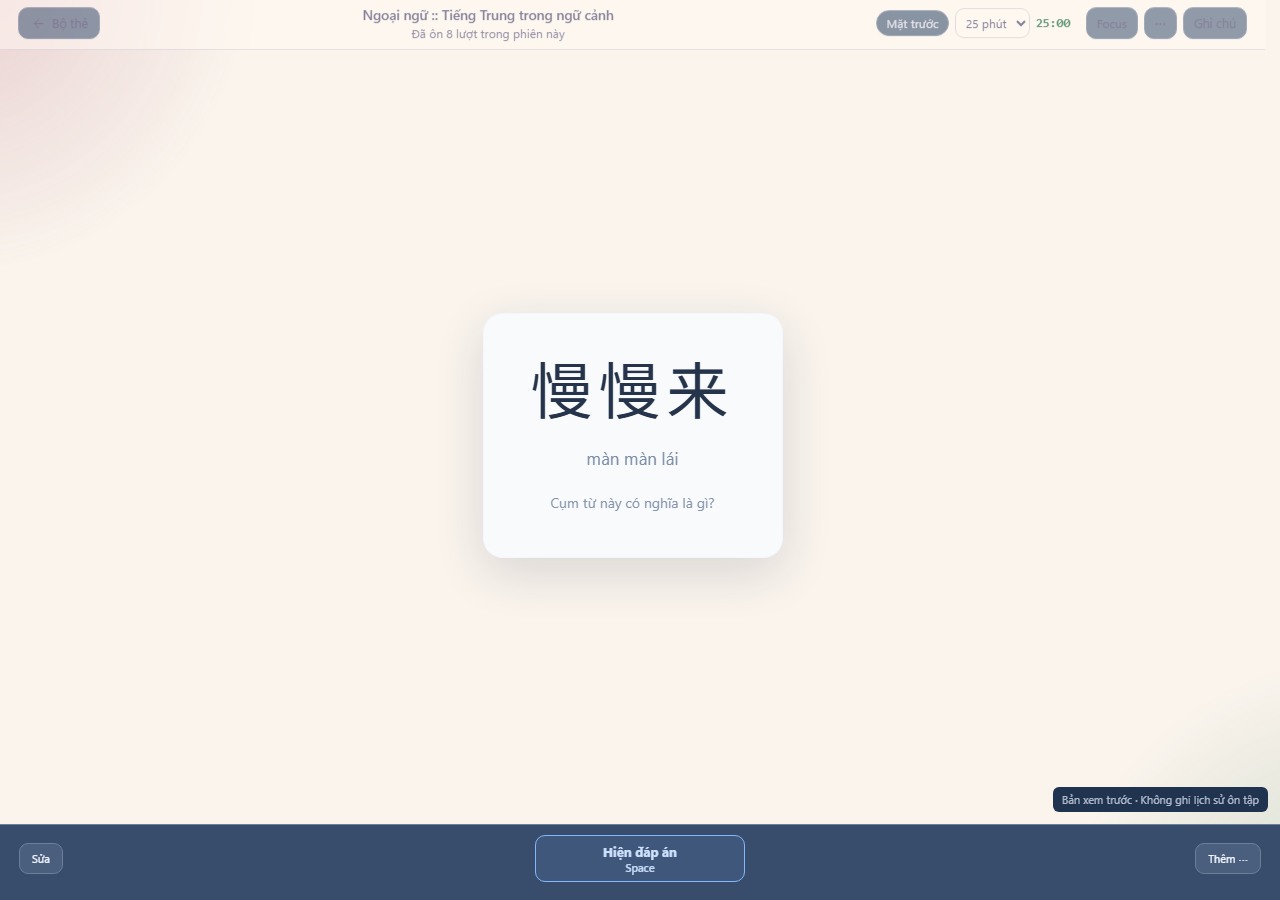 ← Bộ thẻ
Ngoại ngữ :: Tiếng Trung trong ngữ cảnh
Đã ôn 8 lượt trong phiên này
Mặt trước
25 phút
25:00
Focus
···
Ghi chú
慢慢来
màn màn lái
Cụm từ này có nghĩa là gì?
Bản xem trước · Không ghi lịch sử ôn tập
Sửa
Hiện đáp án
Space
Thêm ···